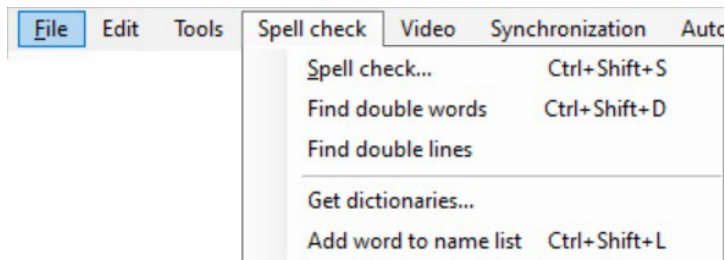 File Edit Tools Spell check Video Synchronization Auto
Spell check... Ctrl+Shift+S
Find double words Ctrl+Shift+D
Find double lines
Get dictionaries...
Add word to name list Ctrl+Shift+L